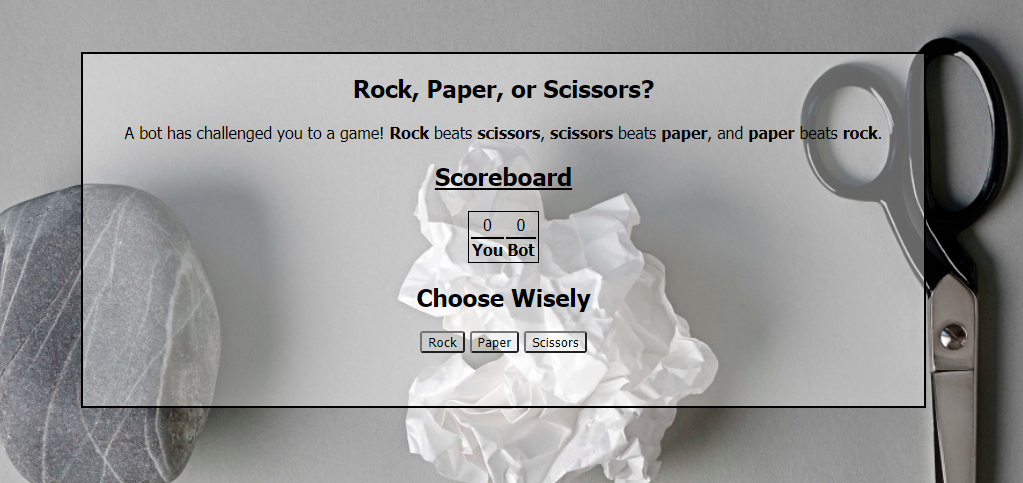 Rock, Paper, or Scissors?
A bot has challenged you to a game! Rock beats scissors, scissors beats paper, and paper beats rock.
Scoreboard
0 0
You Bot
Choose Wisely
Rock Paper Scissors